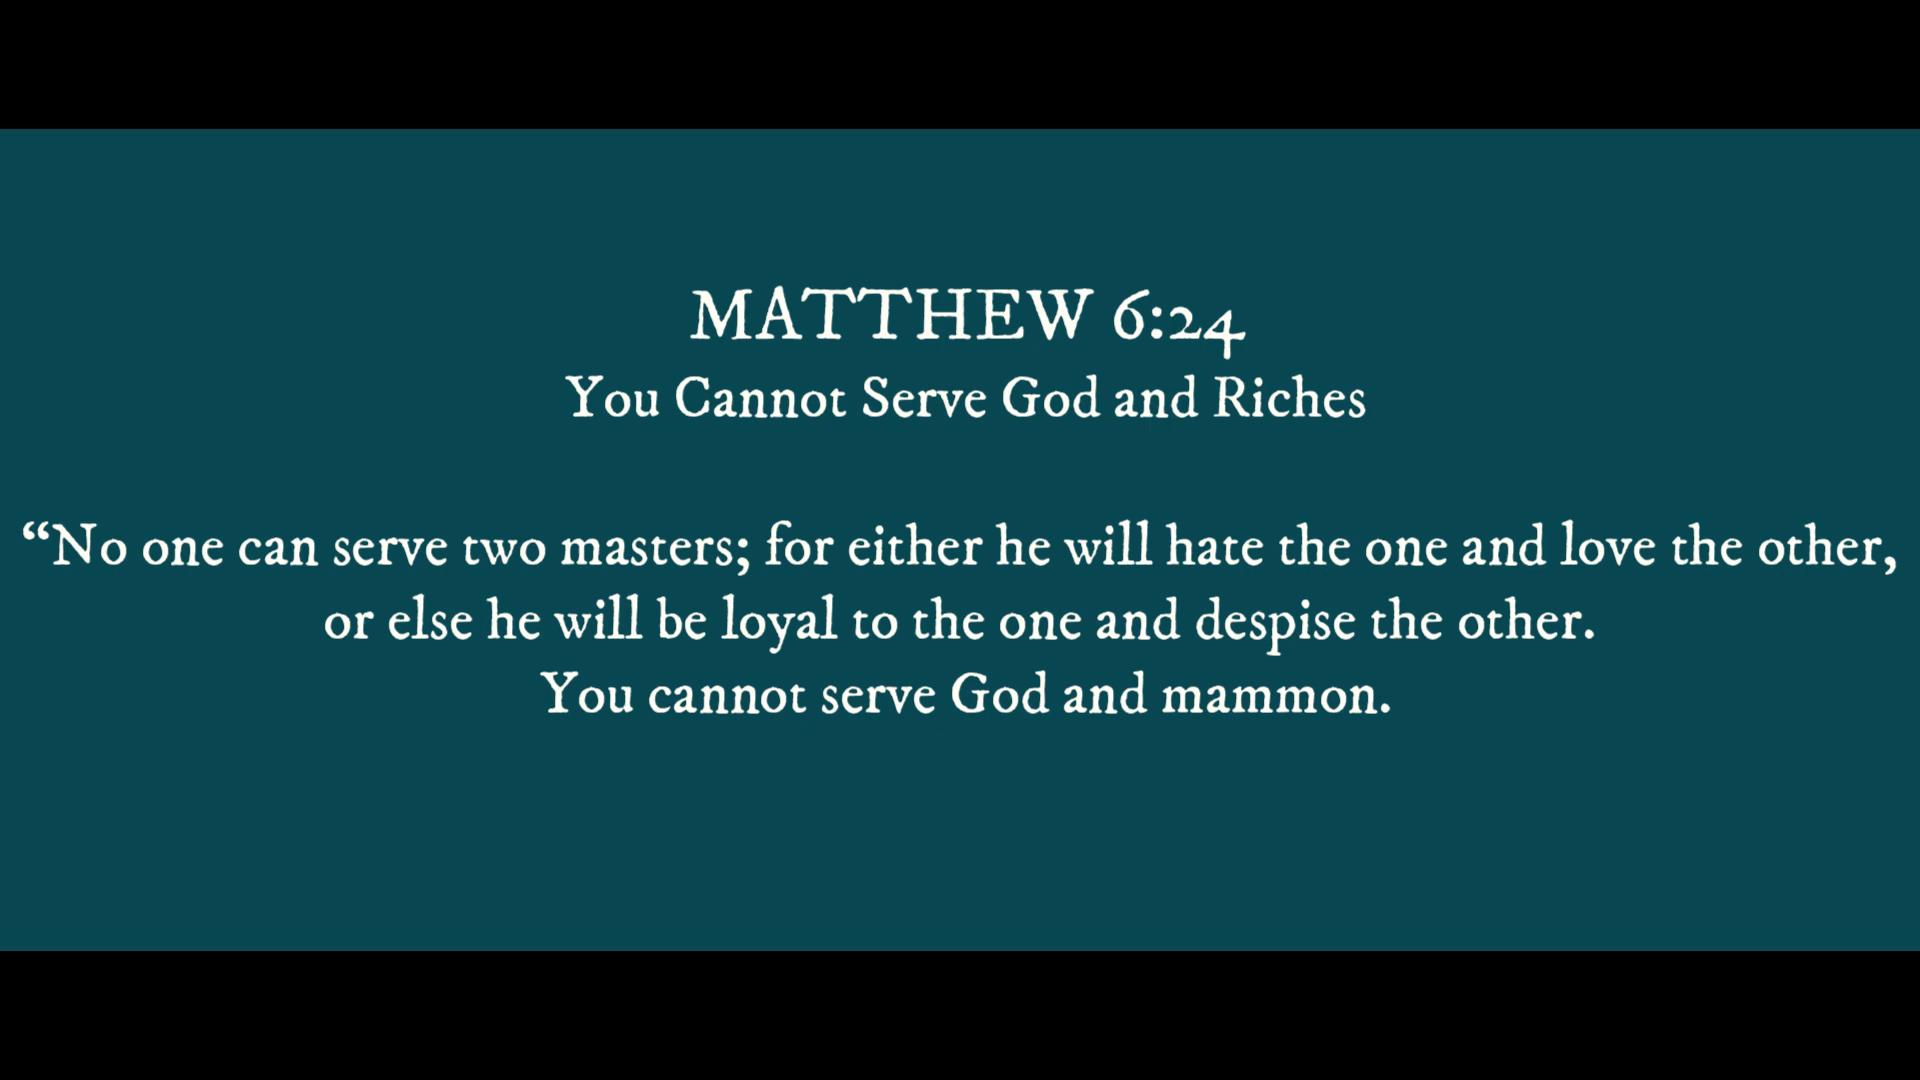 MATTHEW 6:24
You Cannot Serve God and Riches
“No one can serve two masters; for either he will hate the one and love the other,
or else he will be loyal to the one and despise the other.
You cannot serve God and mammon.